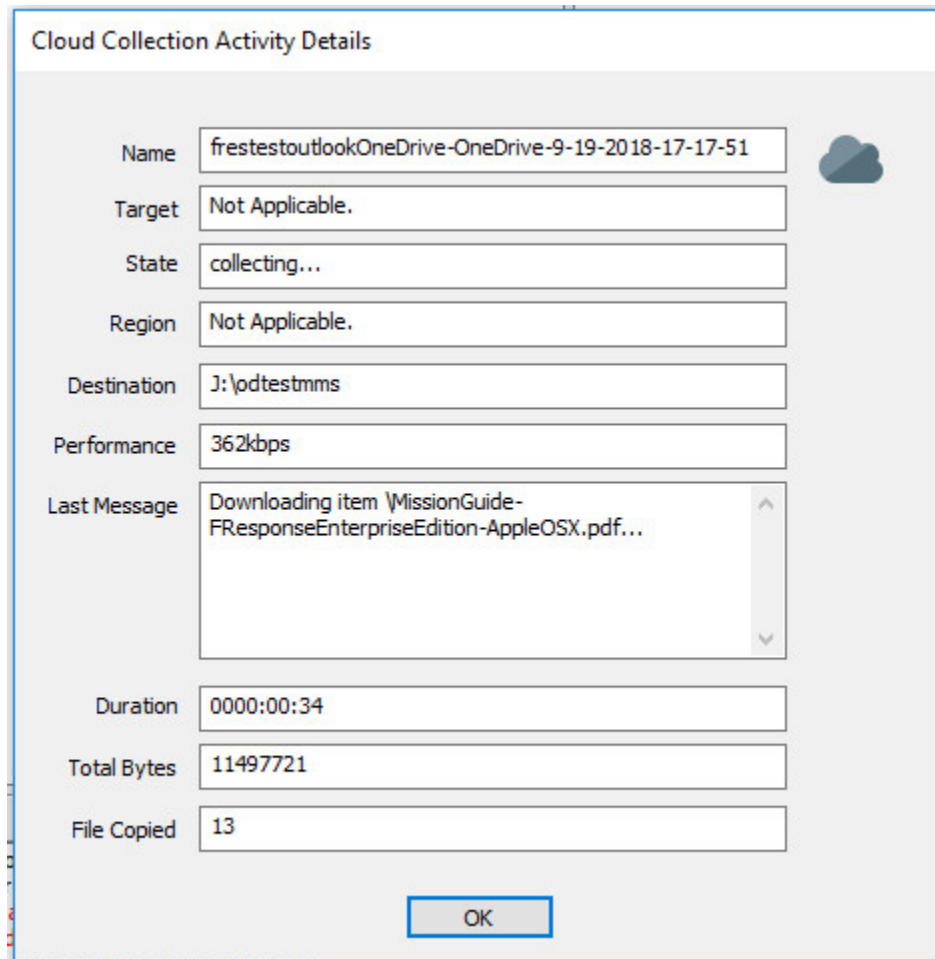 Cloud Collection Activity Details
Name frestestoutlookOneDrive-OneDrive-9-19-2018-17-17-51
Target Not Applicable.
State collecting...
Region Not Applicable.
Destination J:\odtestmms
Performance 362kbps
Last Message Downloading item \MissionGuide-
FResponseEnterpriseEdition-AppleOSX.pdf...
Duration 0000:00:34
Total Bytes 11497721
File Copied 13
OK